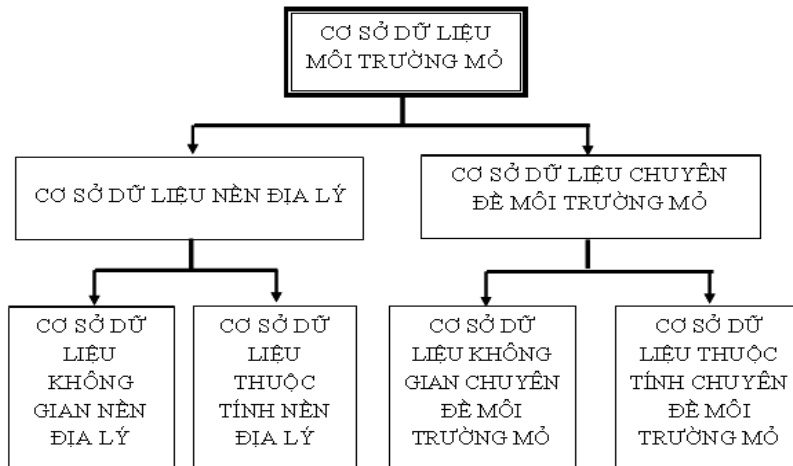 CƠ SỞ DỮ LIỆU
MÔI TRƯỜNG MỎ
CƠ SỞ DỮ LIỆU NỀN ĐỊA LÝ
CƠ SỞ DỮ LIỆU CHUYÊN
ĐỀ MÔI TRƯỜNG MỎ
CƠ SỞ DỮ
LIỆU
KHÔNG
GIAN NỀN
ĐỊA LÝ
CƠ SỞ DỮ
LIỆU
THUỘC
TÍNH NỀN
ĐỊA LÝ
CƠ SỞ DỮ
LIỆU KHÔNG
GIAN CHUYÊN
ĐỀ MÔI
TRƯỜNG MỎ
CƠ SỞ DỮ
LIỆU THUỘC
TÍNH CHUYÊN
ĐỀ MÔI
TRƯỜNG MỎ